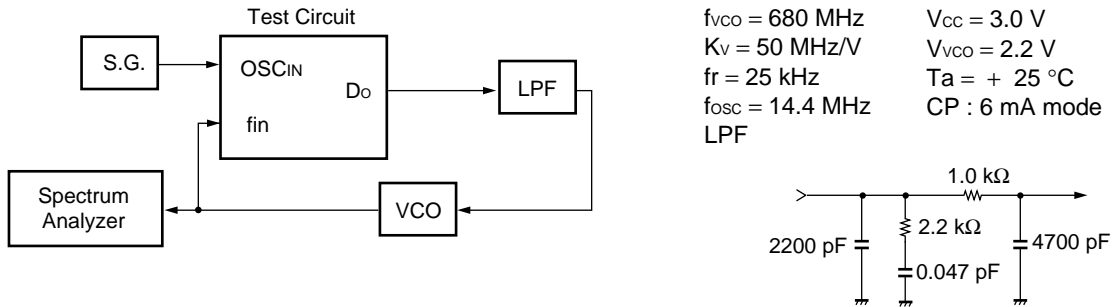 Test Circuit
S.G.
OSCIN
DO
fin
LPF
VCO
Spectrum
Analyzer
fVCO = 680 MHz
KV = 50 MHz/V
fr = 25 kHz
fOSC = 14.4 MHz
LPF
VCC = 3.0 V
VVCO = 2.2 V
Ta = + 25 °C
CP : 6 mA mode
1.0 kΩ
2.2 kΩ
2200 pF
4700 pF
0.047 pF